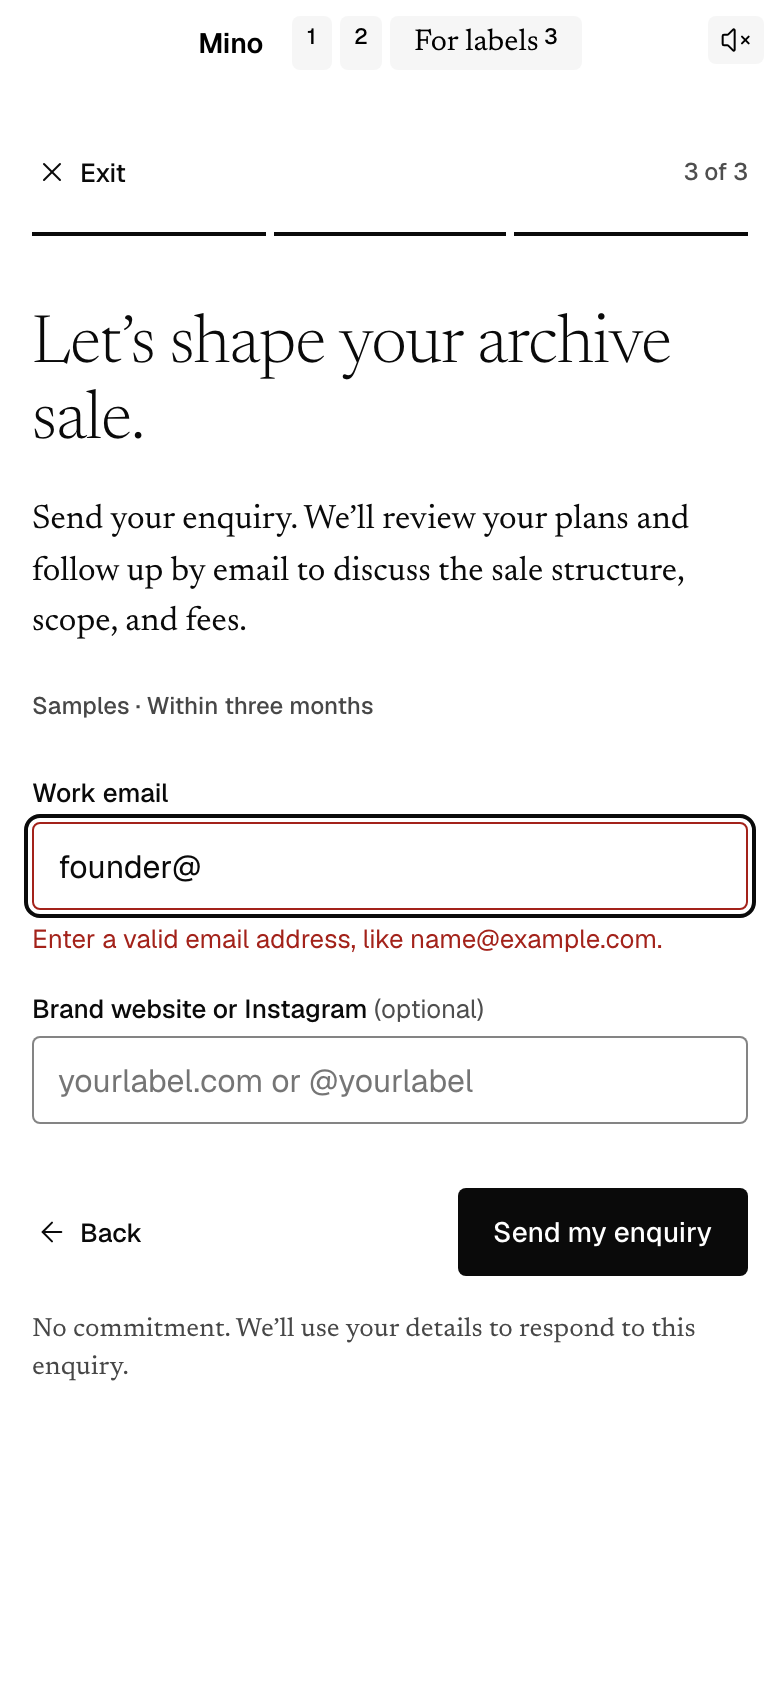 Mino
1
2
For labels 3
Exit
3 of 3
Let’s shape your archive
sale.
Send your enquiry. We’ll review your plans and
follow up by email to discuss the sale structure,
scope, and fees.
Samples · Within three months
Work email
founder@
Enter a valid email address, like name@example.com.
Brand website or Instagram (optional)
yourlabel.com or @yourlabel
Back
Send my enquiry
No commitment. We’ll use your details to respond to this
enquiry.